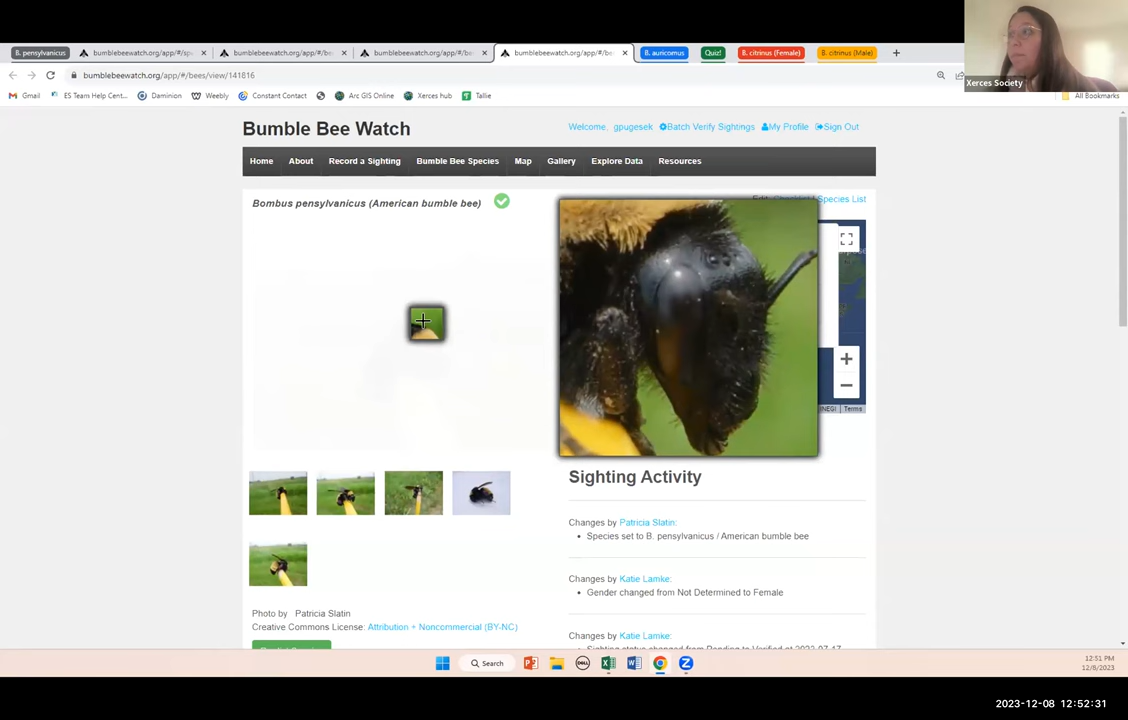 B. pensylvanicus
bumblebeewatch.org/app/#/sp
bumblebeewatch.org/app/#/be
bumblebeewatch.org/app/#/be
bumblebeewatch.org/app/#/be
B. auricomus
Quiz!
B. citrinus (Female)
B. citrinus (Male)
bumblebeewatch.org/app/#/bees/view/141816
Xerces Society
Gmail
ES Team Help Cent...
Dominion
Weebly
Constant Contact
Arc GIS Online
Xerces hub
Tallie
All Bookmarks
Bumble Bee Watch
Welcome, gpugesek
Batch Verify Sightings
My Profile
Sign Out
Home
About
Record a Sighting
Bumble Bee Species
Map
Gallery
Explore Data
Resources
Bombus pensylvanicus (American bumble bee)
Species List
Terms
Sighting Activity
Changes by Patricia Slatin:
Species set to B. pensylvanicus / American bumble bee
Changes by Katie Lamke:
Gender changed from Not Determined to Female
Changes by Katie Lamke:
Photo by Patricia Slatin
Creative Commons License: Attribution + Noncommercial (BY-NC)
Search
12:51 PM
12/8/2023
2023-12-08 12:52:31